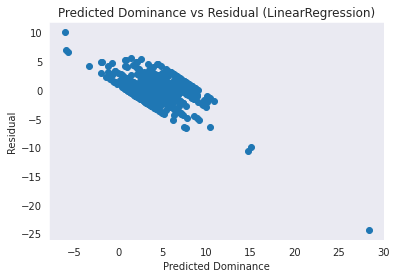 Predicted Dominance vs Residual (LinearRegression)
Residual
10
5
0
−5
−10
−15
−20
−25
−5 0 5 10 15 20 25 30
Predicted Dominance